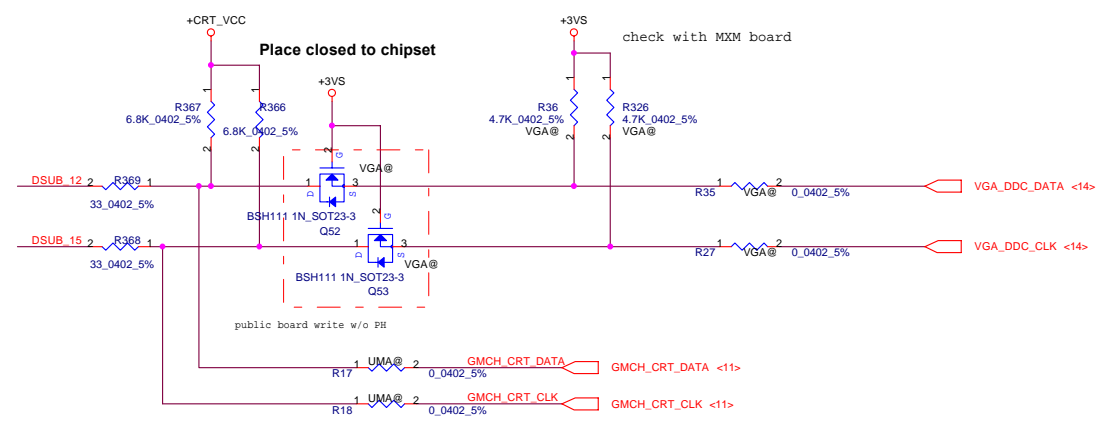 +CRT_VCC
+3VS
Place closed to chipset
check with MXM board
+3VS
1
1
1
1
R367
R366
R36
R326
6.8K_0402_5%
6.8K_0402_5%
4.7K_0402_5%
4.7K_0402_5%
VGA@
VGA@
2
2
2
2
2
G
VGA@
DSUB_12
2
R369
1
1
3
D
S
R35
1
VGA@
2
0_0402_5%
VGA_DDC_DATA <14>
33_0402_5%
BSH111 1N_SOT23-3
Q52
2
G
DSUB_15
2
R368
1
1
3
D
S
VGA@
R27
1
VGA@
2
0_0402_5%
VGA_DDC_CLK <14>
33_0402_5%
BSH111 1N_SOT23-3
Q53
public board write w/o PH
R17
1
UMA@
2
0_0402_5%
GMCH_CRT_DATA
GMCH_CRT_DATA <11>
R18
1
UMA@
2
0_0402_5%
GMCH_CRT_CLK
GMCH_CRT_CLK <11>